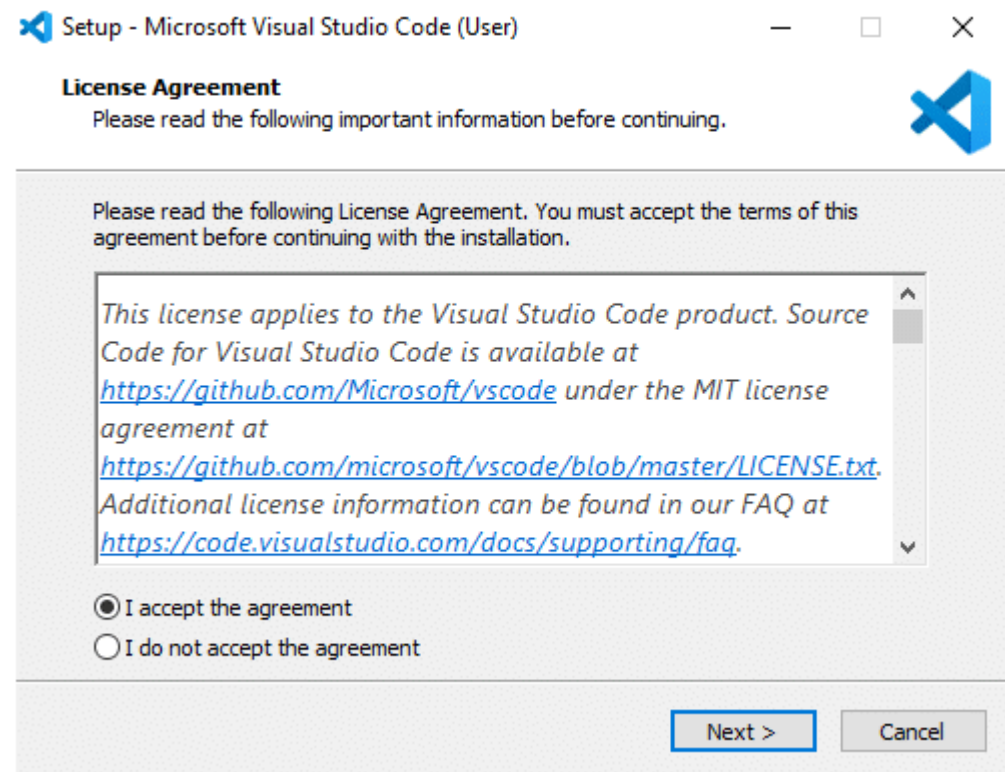 Setup - Microsoft Visual Studio Code (User)
License Agreement
Please read the following important information before continuing.
Please read the following License Agreement. You must accept the terms of this
agreement before continuing with the installation.
This license applies to the Visual Studio Code product. Source
Code for Visual Studio Code is available at
https://github.com/Microsoft/vscode under the MIT license
agreement at
https://github.com/microsoft/vscode/blob/master/LICENSE.txt.
Additional license information can be found in our FAQ at
https://code.visualstudio.com/docs/supporting/faq.
I accept the agreement
I do not accept the agreement
Next >
Cancel